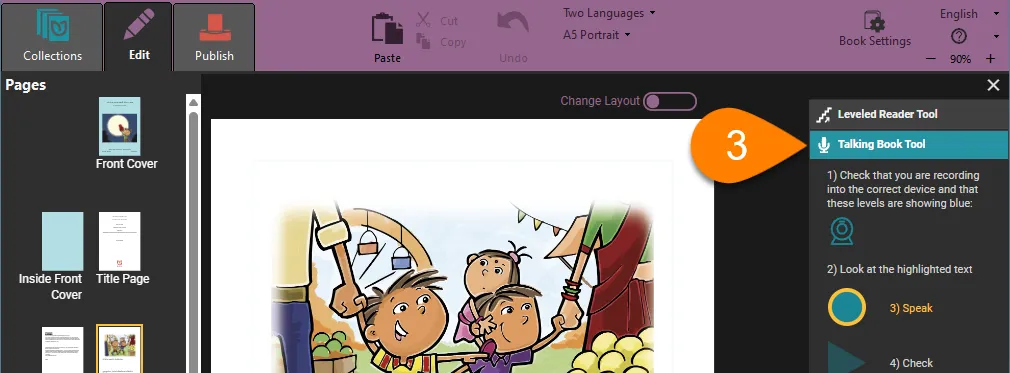 Collections
Edit
Publish
Paste
Cut
Copy
Undo
Two Languages
A5 Portrait
Book Settings
English
90%
Pages
Front Cover
Inside Front
Cover
Title Page
Change Layout
3
Leveled Reader Tool
Talking Book Tool
1) Check that you are recording
into the correct device and that
these levels are showing blue:
2) Look at the highlighted text
3) Speak
4) Check